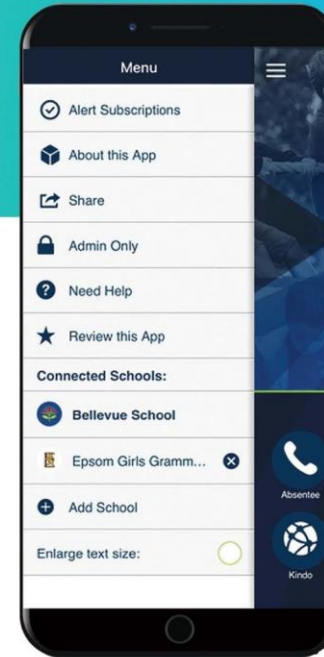 Menu
Alert Subscriptions
About this App
Share
Admin Only
Need Help
Review this App
Connected Schools:
Bellevue School
Epsom Girls Gramm...
Add School
Enlarge text size:
Absentee
Kindo